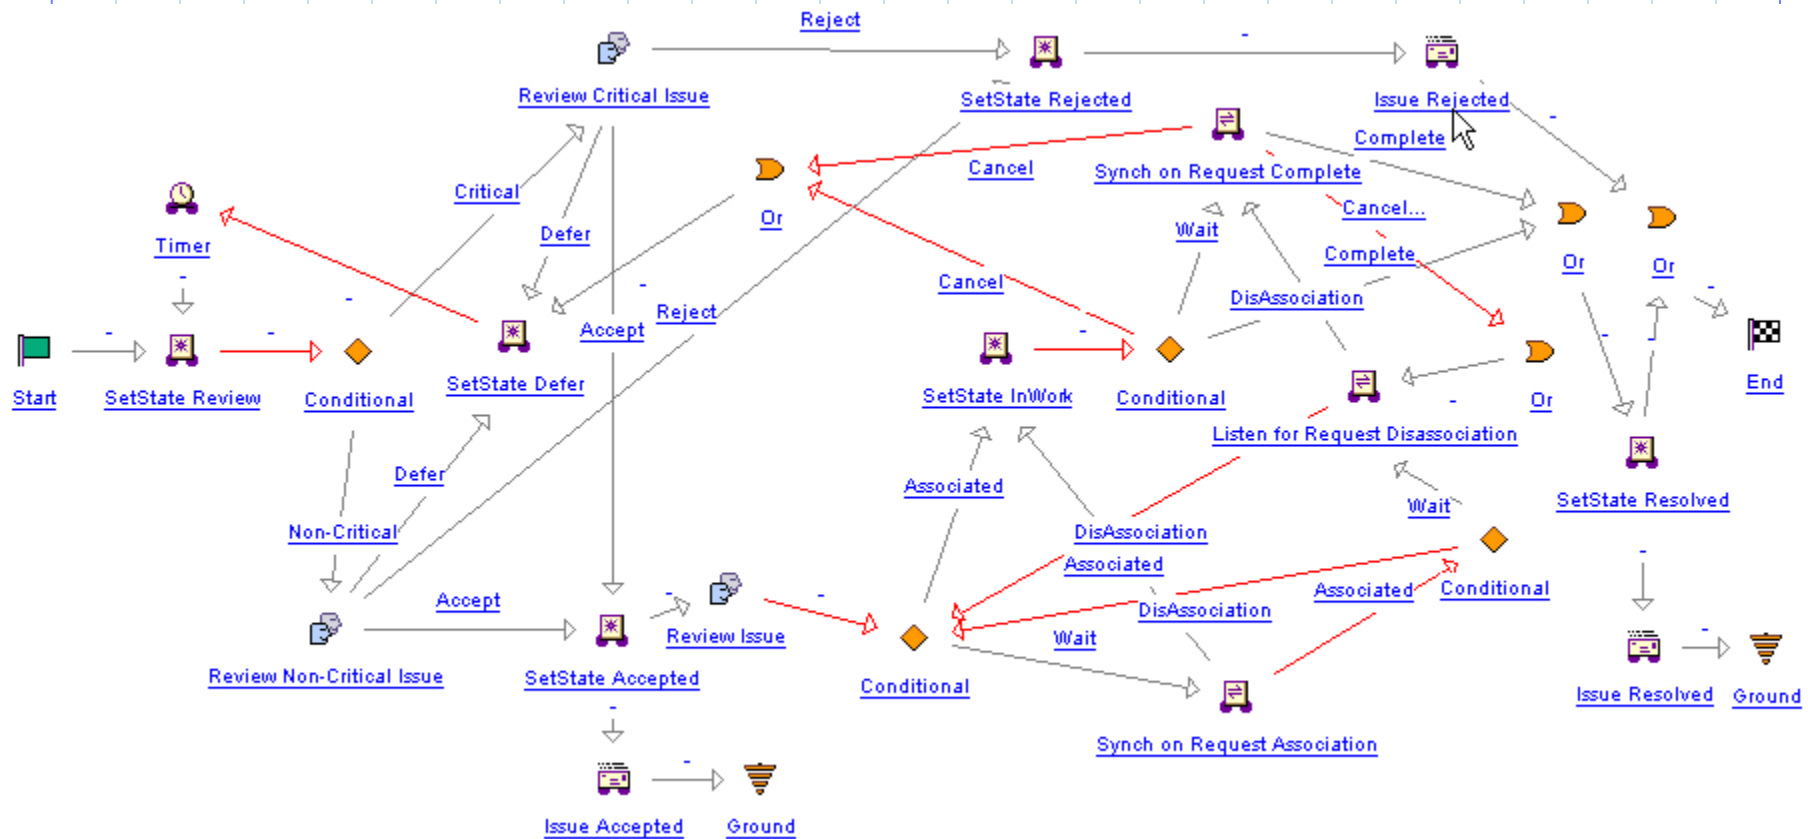 Reject
-
Review Critical Issue
SetState Rejected
Issue Rejected
-
Complete
Cancel
Synch on Request Complete
Critical
Cancel...
Or
Wait
Defer
Timer
Complete
Or
Or
-
-
Cancel
-
-
DisAssociation
Reject
Accept
-
-
-
-
-
SetState Defer
End
Start
SetState Review
Conditional
SetState InWork
Conditional
-
Or
Listen for Request Disassociation
Defer
Associated
Wait
SetState Resolved
Non-Critical
DisAssociation
-
Associated
Accept
-
-
Associated
Conditional
DisAssociation
Review Issue
Wait
-
Review Non-Critical Issue
SetState Accepted
Conditional
Issue Resolved
Ground
-
Synch on Request Association
-
Issue Accepted
Ground